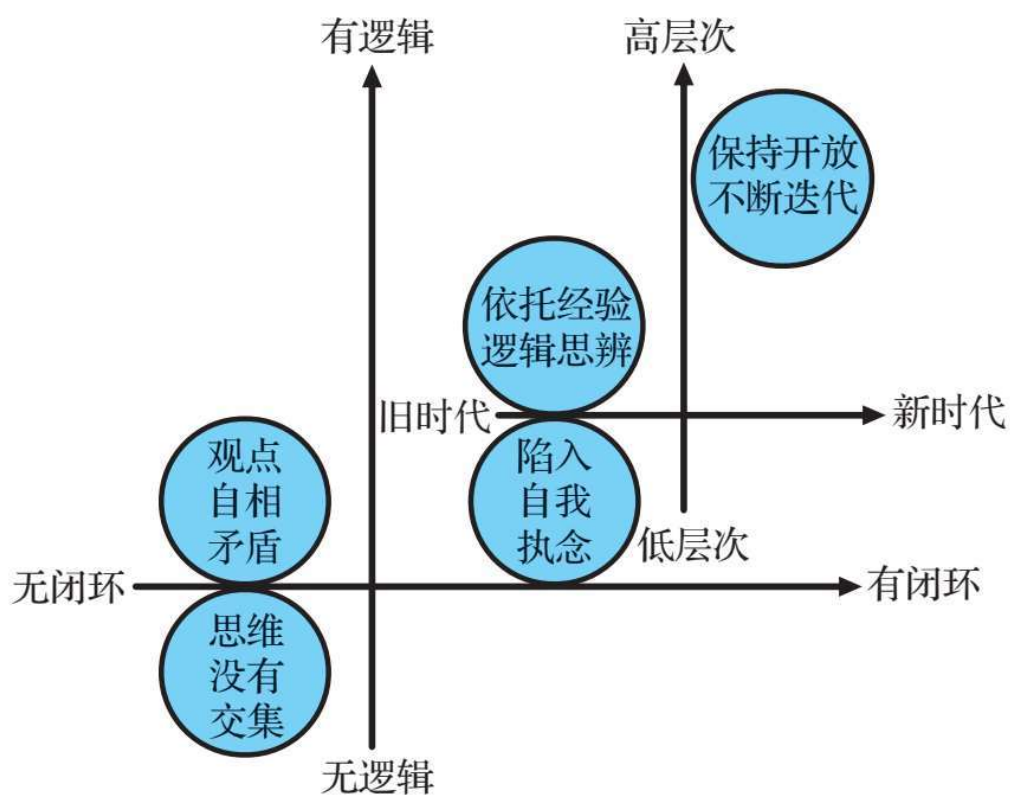 有逻辑
高层次
保持开放
不断迭代
依托经验
逻辑思辨
旧时代
新时代
观点
自相
矛盾
陷入
自我
执念
低层次
无闭环
有闭环
思维
没有
交集
无逻辑